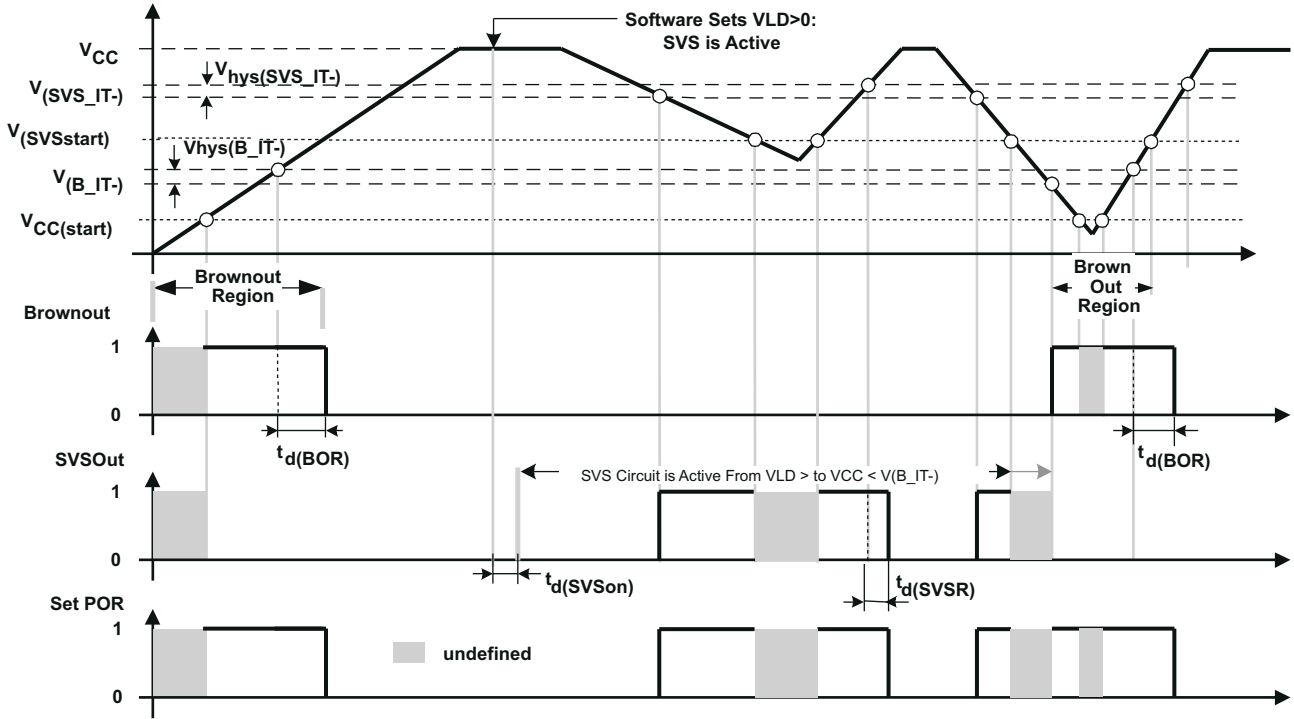 Software Sets VLD>0:
SVS is Active
VCC
Vhys(SVS_IT-)
V(SVS_IT-)
V(SVSstart)
Vhys(B_IT-)
V(B_IT-)
VCC(start)
Brownout
Region
Brown
Out
Region
Brownout
1
0
td(BOR)
td(BOR)
SVSOut
SVS Circuit is Active From VLD > to VCC < V(B_IT-)
1
0
td(SVSon)
td(SVSR)
Set POR
1
undefined
0